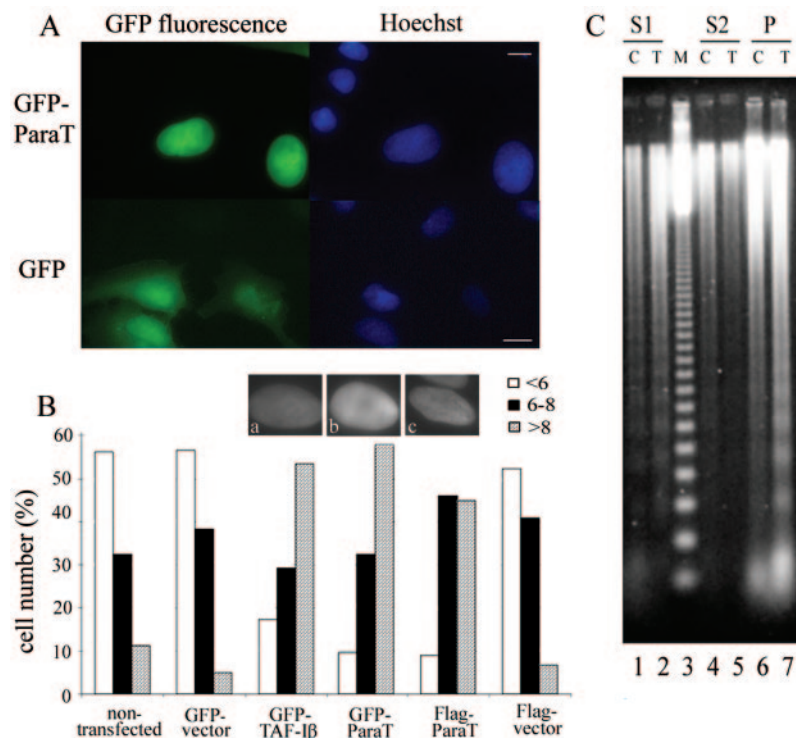 A
GFP fluorescence
Hoechst
GFP-
ParaT
GFP
B
a
b
c
<6
6-8
>8
cell number (%)
60
50
40
30
20
10
0
non-
transfected
GFP-
vector
GFP-
TAF-Iß
GFP-
ParaT
Flag-
ParaT
Flag-
vector
C
S1 S2 P
C T M C T C T
1 2 3 4 5 6 7